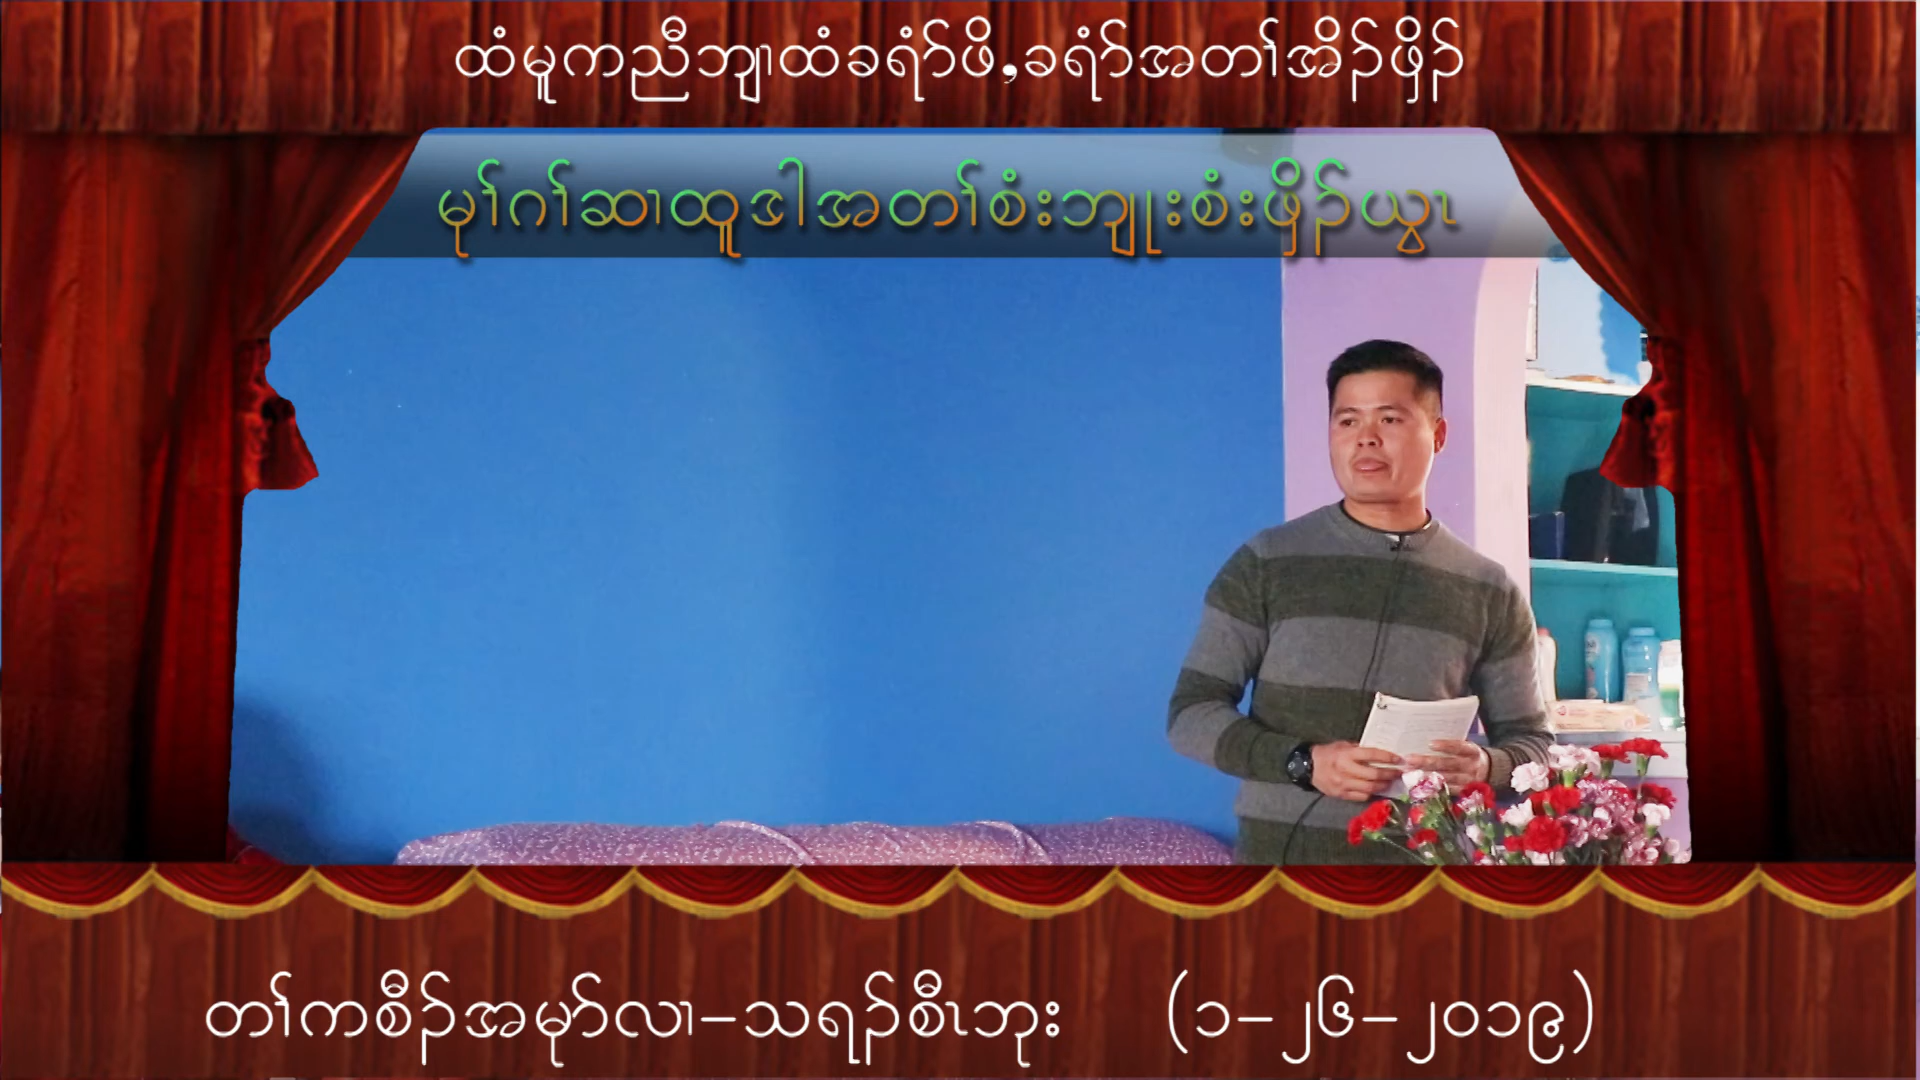 ထံမူကညီဘျၢထံခရံာ်ဖိ,ခရံာ်အတၢ်အိၣ်ဖှိၣ်
မုၢ်ဂၢ်ဆၢထူဒါအတၢ်စံးဘျုးစံးဖှိၣ်ယွၤ
တၢ်ကစီၣ်အမုာ်လၢ-သရၣ်စီၤဘုး (၁-၂၆-၂၀၁၉)